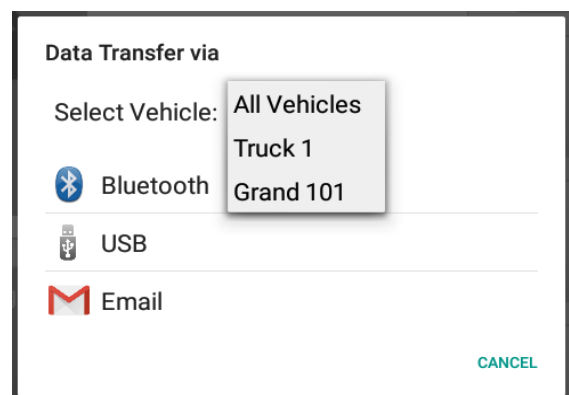 Data Transfer via
Select Vehicle: All Vehicles
Truck 1
Bluetooth Grand 101
USB
Email
CANCEL